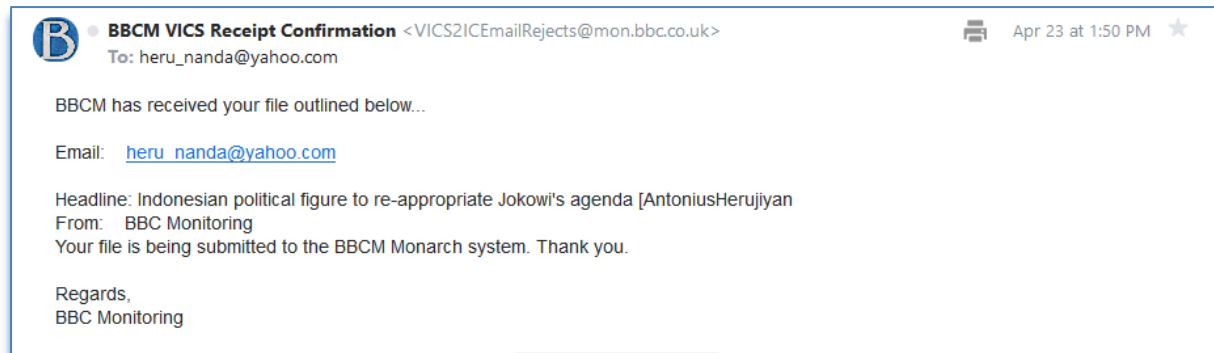 B BBCM VICS Receipt Confirmation <VICS2ICEmailRejects@mon.bbc.co.uk> Apr 23 at 1:50 PM
To: heru_nanda@yahoo.com
BBCM has received your file outlined below...
Email: heru_nanda@yahoo.com
Headline: Indonesian political figure to re-appropriate Jokowi's agenda [AntoniusHerujiyan
From: BBC Monitoring
Your file is being submitted to the BBCM Monarch system. Thank you.
Regards,
BBC Monitoring